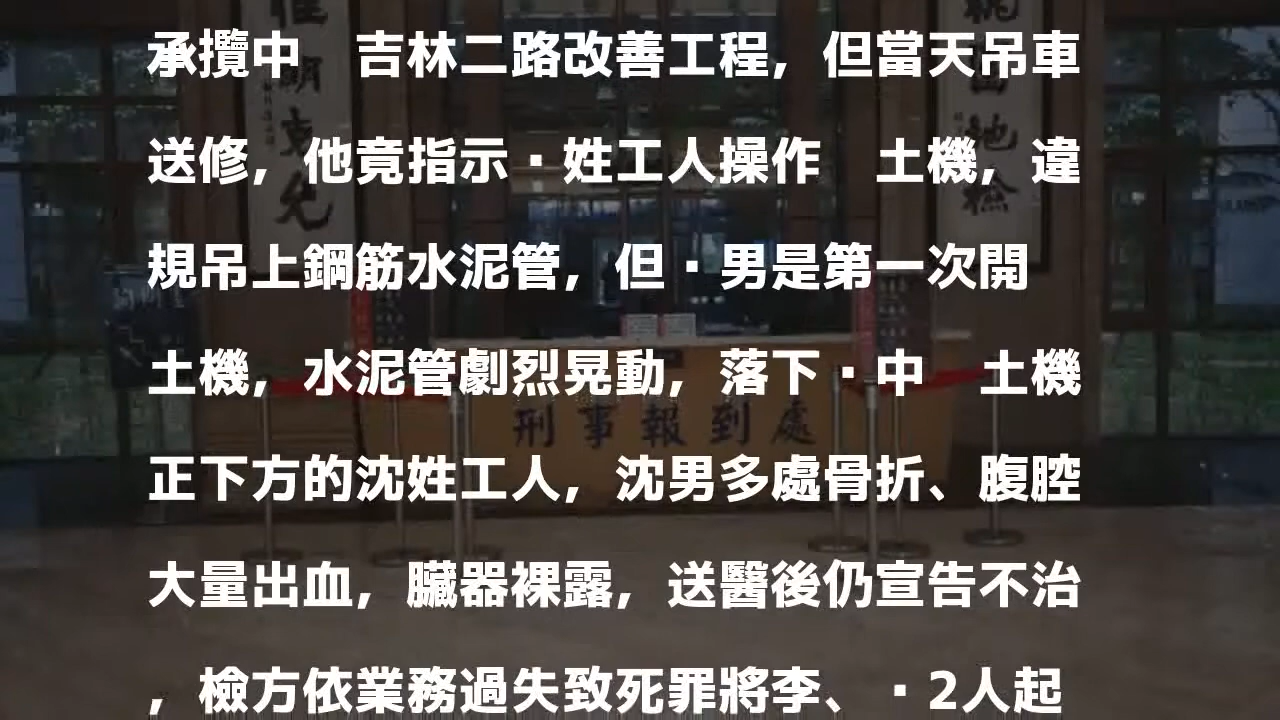 承攬中　吉林二路改善工程，但當天吊車
送修，他竟指示▪姓工人操作　土機，違
規吊上鋼筋水泥管，但▪男是第一次開
土機，水泥管劇烈晃動，落下▪中　土機
正下方的沈姓工人，沈男多處骨折、腹腔
大量出血，臟器裸露，送醫後仍宣告不治
，檢方依業務過失致死罪將李、▪2人起
刑事報到處